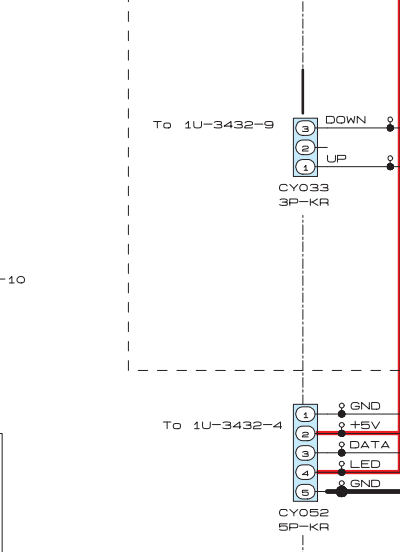 DOWN
To 1U-3432-9
3
2
UP
1
CY033
3P-KR
-10
1
GND
To 1U-3432-4
2
+5V
3
DATA
4
LED
5
GND
CY052
5P-KR